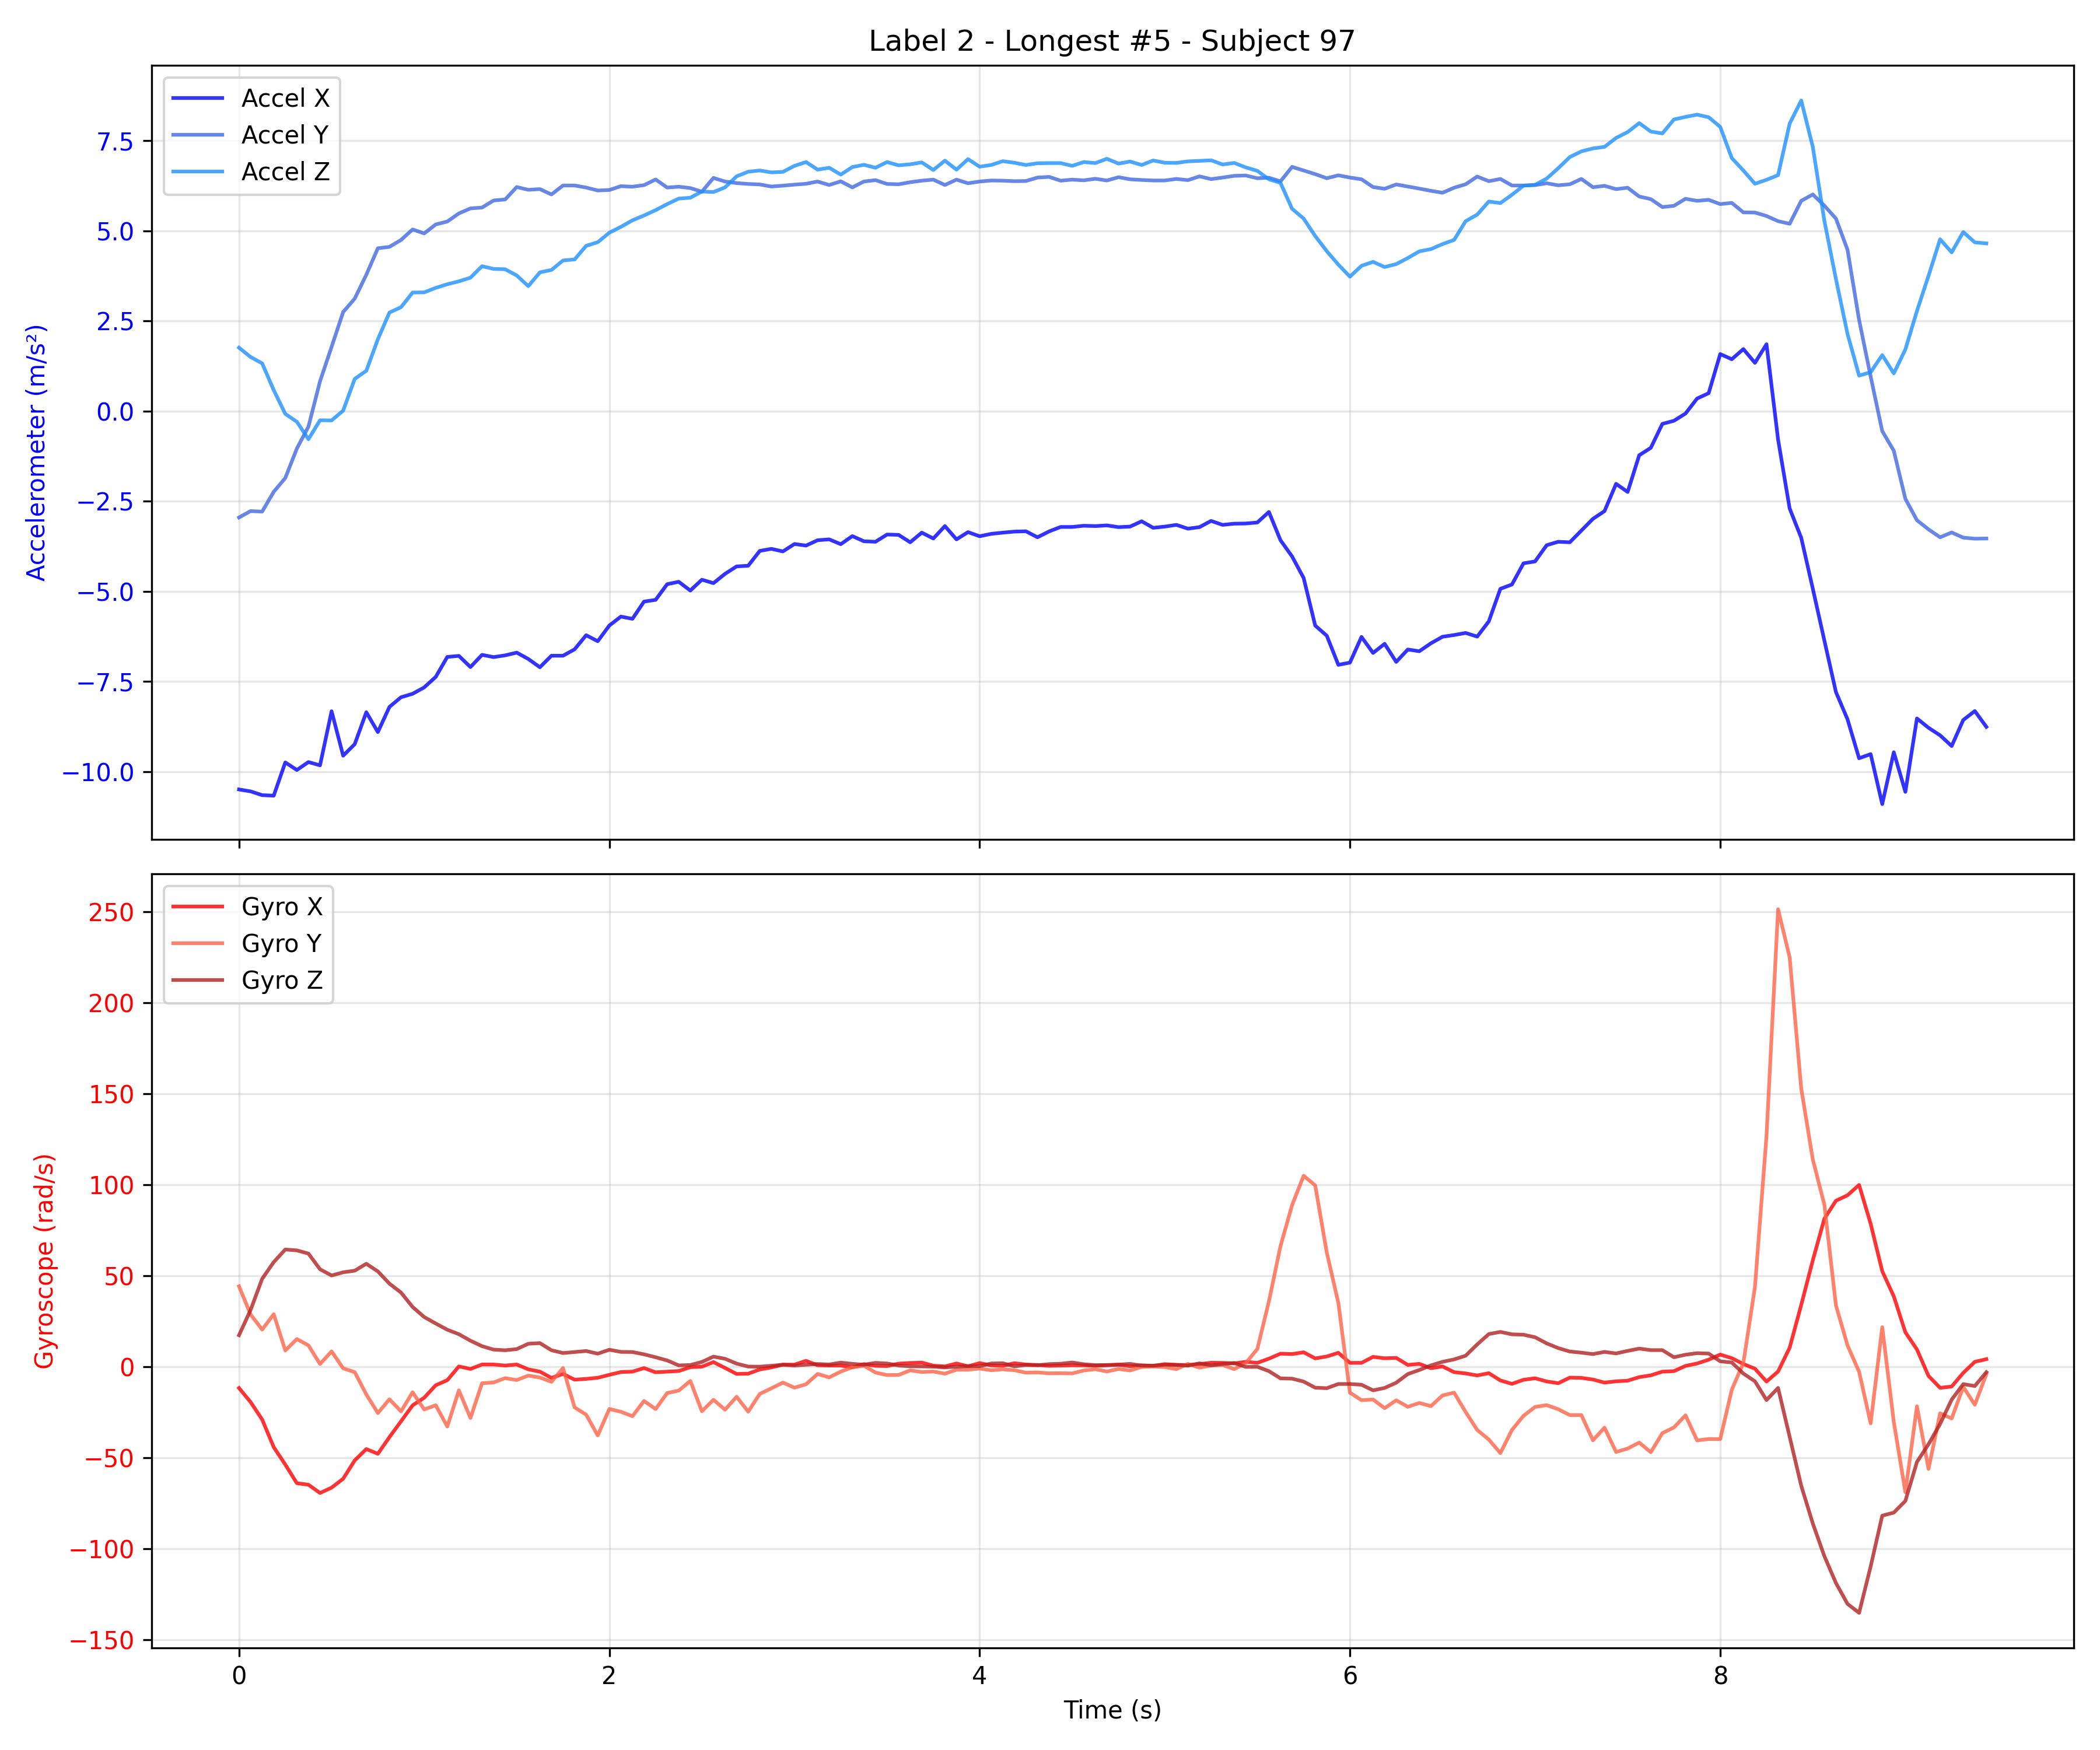 Label 2 - Longest #5 - Subject 97
Accel X
Accel Y
Accel Z
7.5
5.0
2.5
0.0
−2.5
−5.0
−7.5
−10.0
Accelerometer (m/s²)
Gyro X
Gyro Y
Gyro Z
250
200
150
100
50
0
−50
−100
−150
Gyroscope (rad/s)
0 2 4 6 8
Time (s)